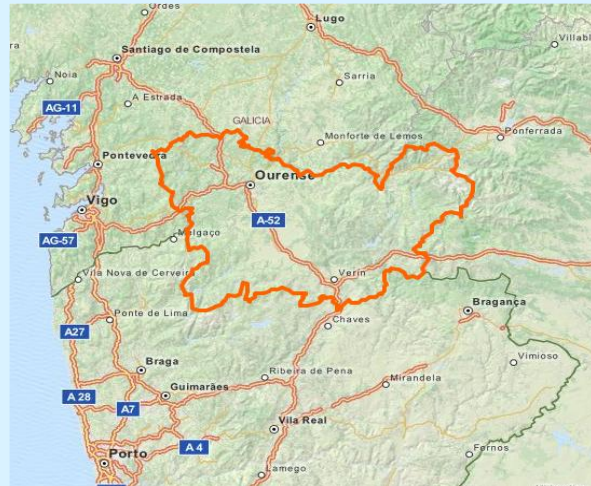 Ordes
Lugo
Villabl
Santiago de Compostela
Noia
Sarria
AG-11
A Estrada
GALICIA
Monforte de Lemos
Ponferrada
Pontevedra
Ourense
Vigo
A-52
AG-57
Melgaço
Vila Nova de Cerveira
Verín
Bragança
A27
Ponte de Lima
Chaves
Braga
Vimioso
Ribeira de Pena
Mirandela
A 28
Guimarães
A7
Vila Real
A 4
Porto
Fornos
Lamego